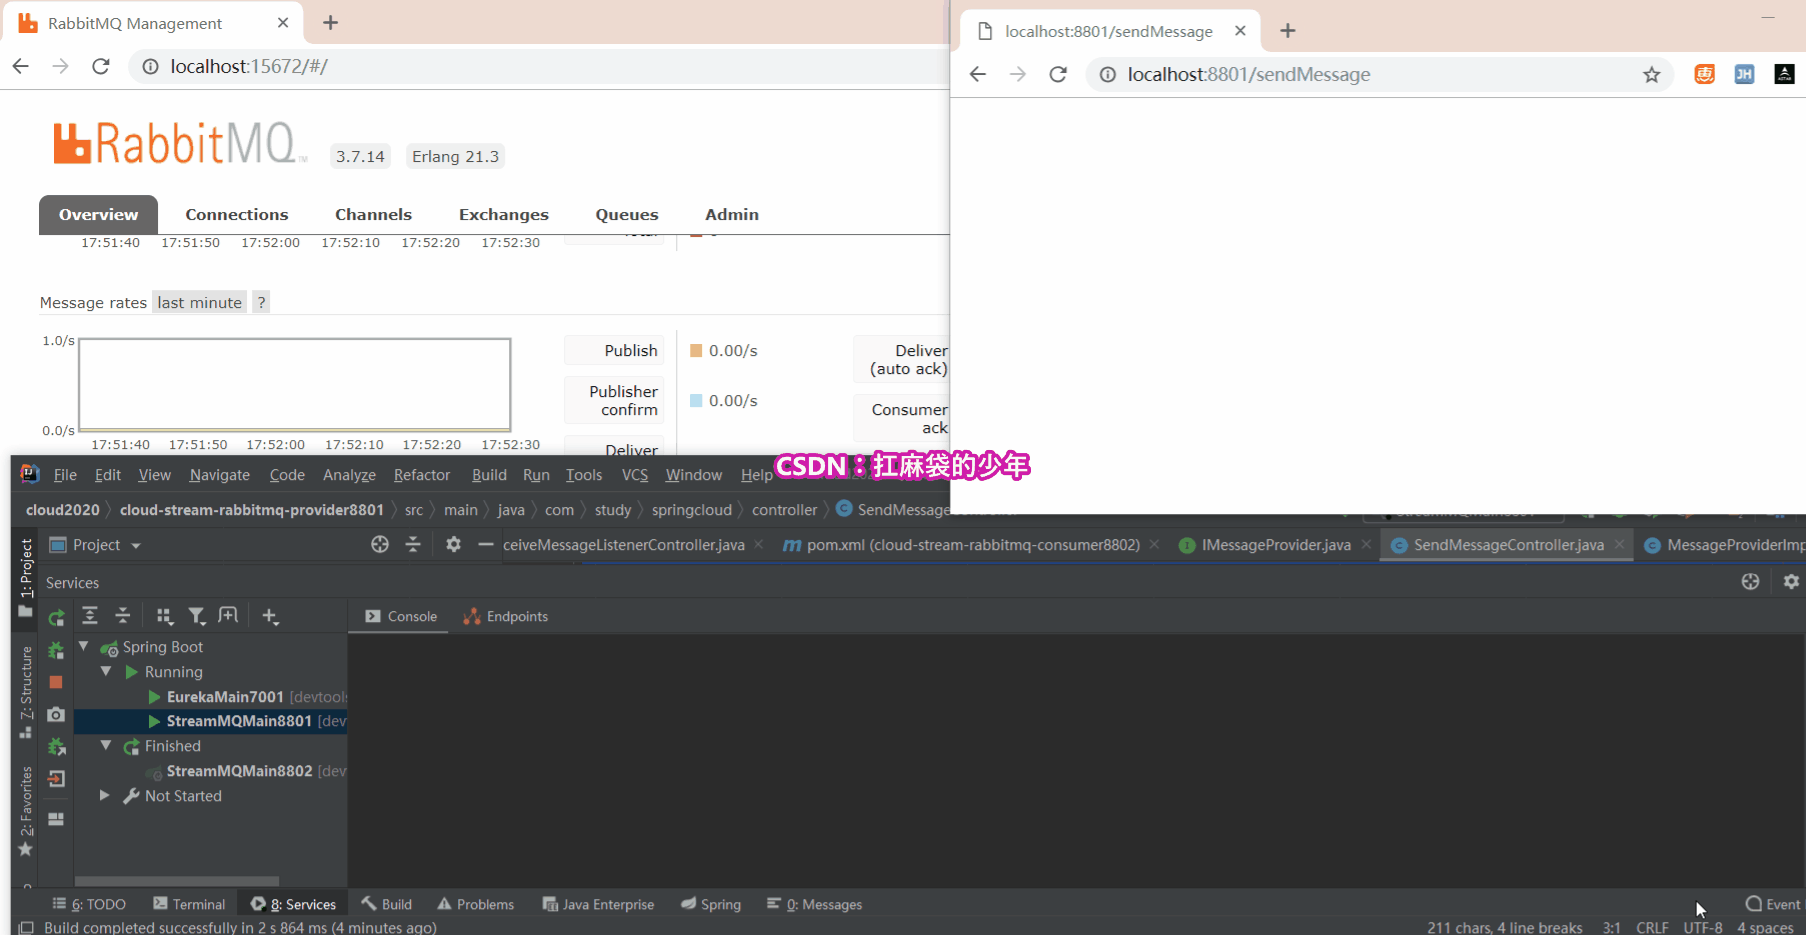 RabbitMQ Management
localhost:15672/#/
RabbitMQ TM
3.7.14
Erlang 21.3
Overview Connections Channels Exchanges Queues Admin
17:51:40 17:51:50 17:52:00 17:52:10 17:52:20 17:52:30
Message rates last minute ?
1.0/s
0.0/s
17:51:40 17:51:50 17:52:00 17:52:10 17:52:20 17:52:30
Publish 0.00/s
Publisher confirm 0.00/s
Deliver
Deliver (auto ack)
Consumer ack
localhost:8801/sendMessage
localhost:8801/sendMessage
JH
CSDN：扛麻袋的少年
File Edit View Navigate Code Analyze Refactor Build Run Tools VCS Window Help
cloud2020 cloud-stream-rabbitmq-provider8801 src main java com study springcloud controller SendMessage
Project
ceiveMessageListenerController.java
pom.xml (cloud-stream-rabbitmq-consumer8802)
IMessageProvider.java
SendMessageController.java
MessageProviderImp
1: Project
Z: Structure
2: Favorites
Services
Console Endpoints
Spring Boot
Running
EurekaMain7001 [devtools
StreamMQMain8801 [dev
Finished
StreamMQMain8802 [dev
Not Started
6: TODO Terminal 8: Services Build Problems Java Enterprise Spring 0: Messages Event
Build completed successfully in 2 s 864 ms (4 minutes ago)
211 chars, 4 line breaks 3:1 CRLF UTF-8 4 spaces